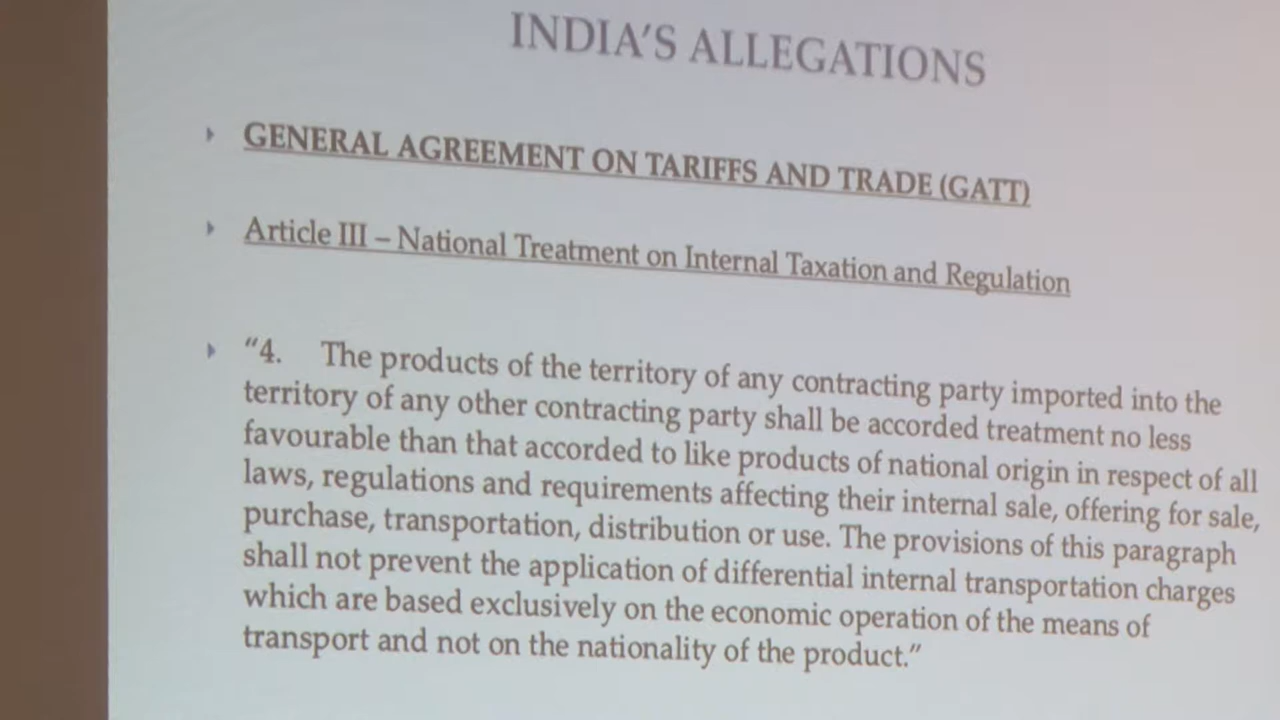 INDIA'S ALLEGATIONS
GENERAL AGREEMENT ON TARIFFS AND TRADE (GATT)
Article III – National Treatment on Internal Taxation and Regulation
"4. The products of the territory of any contracting party imported into the
territory of any other contracting party shall be accorded treatment no less
favourable than that accorded to like products of national origin in respect of all
laws, regulations and requirements affecting their internal sale, offering for sale,
purchase, transportation, distribution or use. The provisions of this paragraph
shall not prevent the application of differential internal transportation charges
which are based exclusively on the economic operation of the means of
transport and not on the nationality of the product."